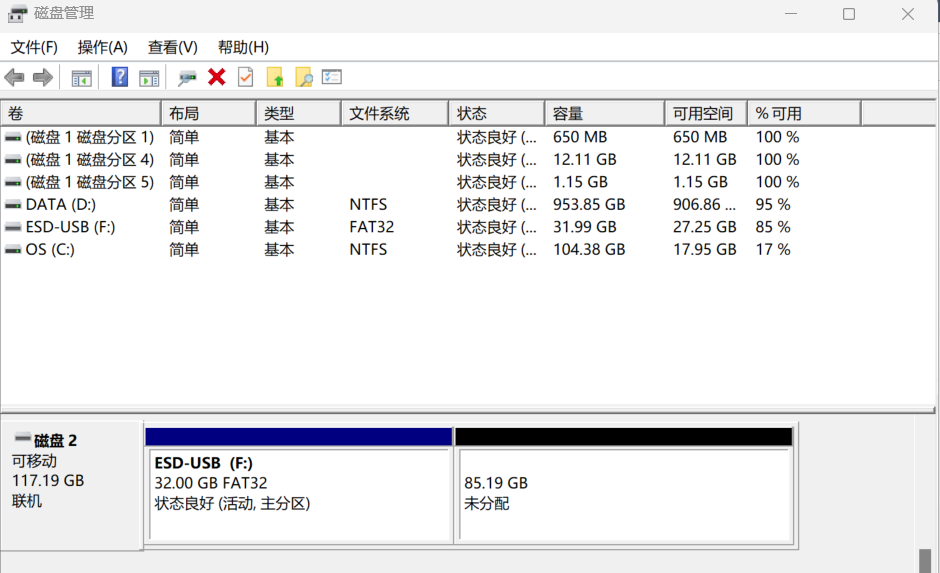 磁盘管理
文件(F) 操作(A) 查看(V) 帮助(H)
卷 布局 类型 文件系统 状态 容量 可用空间 % 可用
(磁盘 1 磁盘分区 1) 简单 基本 状态良好 (... 650 MB 650 MB 100 %
(磁盘 1 磁盘分区 4) 简单 基本 状态良好 (... 12.11 GB 12.11 GB 100 %
(磁盘 1 磁盘分区 5) 简单 基本 状态良好 (... 1.15 GB 1.15 GB 100 %
DATA (D:) 简单 基本 NTFS 状态良好 (... 953.85 GB 906.86 ... 95 %
ESD-USB (F:) 简单 基本 FAT32 状态良好 (... 31.99 GB 27.25 GB 85 %
OS (C:) 简单 基本 NTFS 状态良好 (... 104.38 GB 17.95 GB 17 %
磁盘 2
可移动
117.19 GB
联机
ESD-USB (F:)
32.00 GB FAT32
状态良好 (活动, 主分区)
85.19 GB
未分配